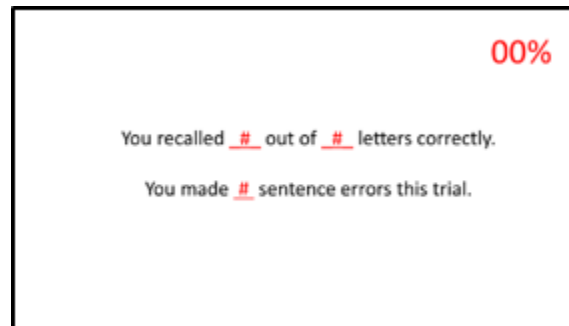 00%
You recalled # out of # letters correctly.
You made # sentence errors this trial.